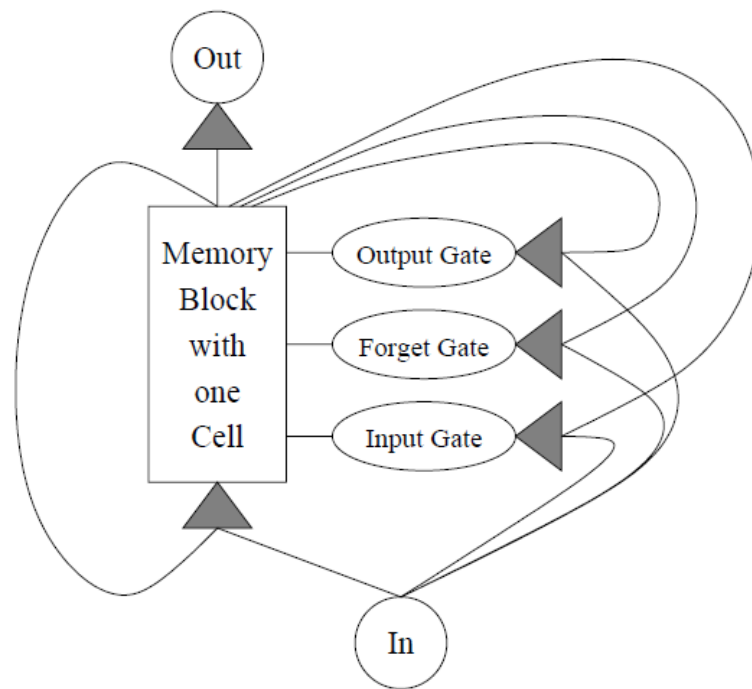 Out
Memory
Block
with
one
Cell
Output Gate
Forget Gate
Input Gate
In